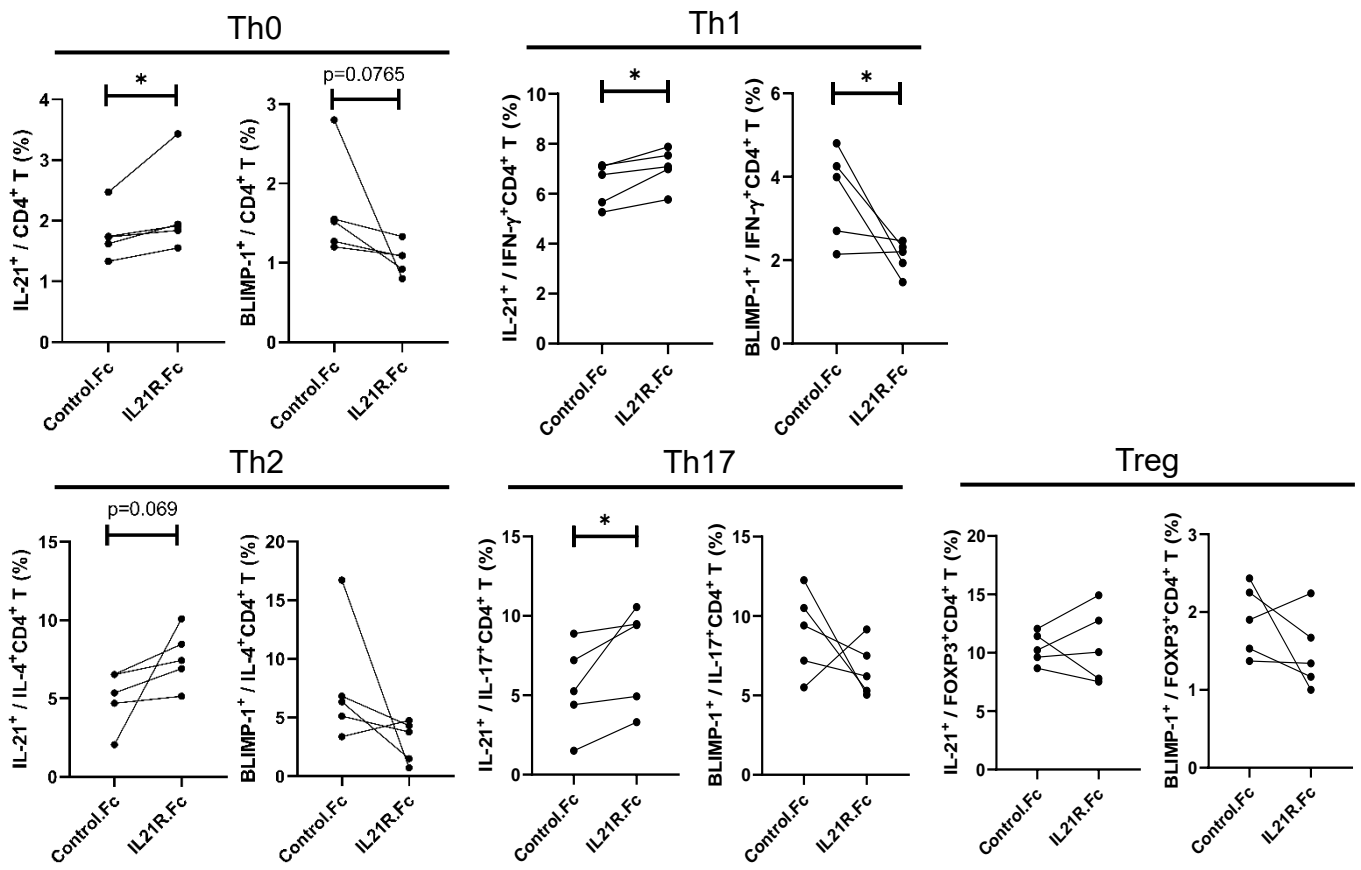 Th0
*
IL-21⁺ / CD4⁺ T (%)
4
3
2
1
0
Control.Fc
IL21R.Fc
p=0.0765
BLIMP-1⁺ / CD4⁺ T (%)
3
2
1
0
Control.Fc
IL21R.Fc
Th1
*
IL-21⁺ / IFN-γ⁺CD4⁺ T (%)
10
8
6
4
2
0
Control.Fc
IL21R.Fc
*
BLIMP-1⁺ / IFN-γ⁺CD4⁺ T (%)
6
4
2
0
Control.Fc
IL21R.Fc
Th2
p=0.069
IL-21⁺ / IL-4⁺CD4⁺ T (%)
15
10
5
0
Control.Fc
IL21R.Fc
BLIMP-1⁺ / IL-4⁺CD4⁺ T (%)
20
15
10
5
0
Control.Fc
IL21R.Fc
Th17
*
IL-21⁺ / IL-17⁺CD4⁺ T (%)
15
10
5
0
Control.Fc
IL21R.Fc
BLIMP-1⁺ / IL-17⁺CD4⁺ T (%)
15
10
5
0
Control.Fc
IL21R.Fc
Treg
IL-21⁺ / FOXP3⁺CD4⁺ T (%)
20
15
10
5
0
Control.Fc
IL21R.Fc
BLIMP-1⁺ / FOXP3⁺CD4⁺ T (%)
3
2
1
0
Control.Fc
IL21R.Fc